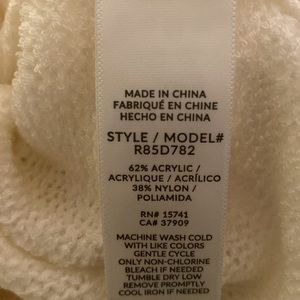 MADE IN CHINA
FABRIQUÉ EN CHINE
HECHO EN CHINA
STYLE / MODEL#
R85D782
62% ACRYLIC /
ACRYLIQUE / ACRÍLICO
38% NYLON /
POLIAMIDA
RN# 15741
CA# 37909
MACHINE WASH COLD
WITH LIKE COLORS
GENTLE CYCLE
ONLY NON-CHLORINE
BLEACH IF NEEDED
TUMBLE DRY LOW
REMOVE PROMPTLY
COOL IRON IF NEEDED